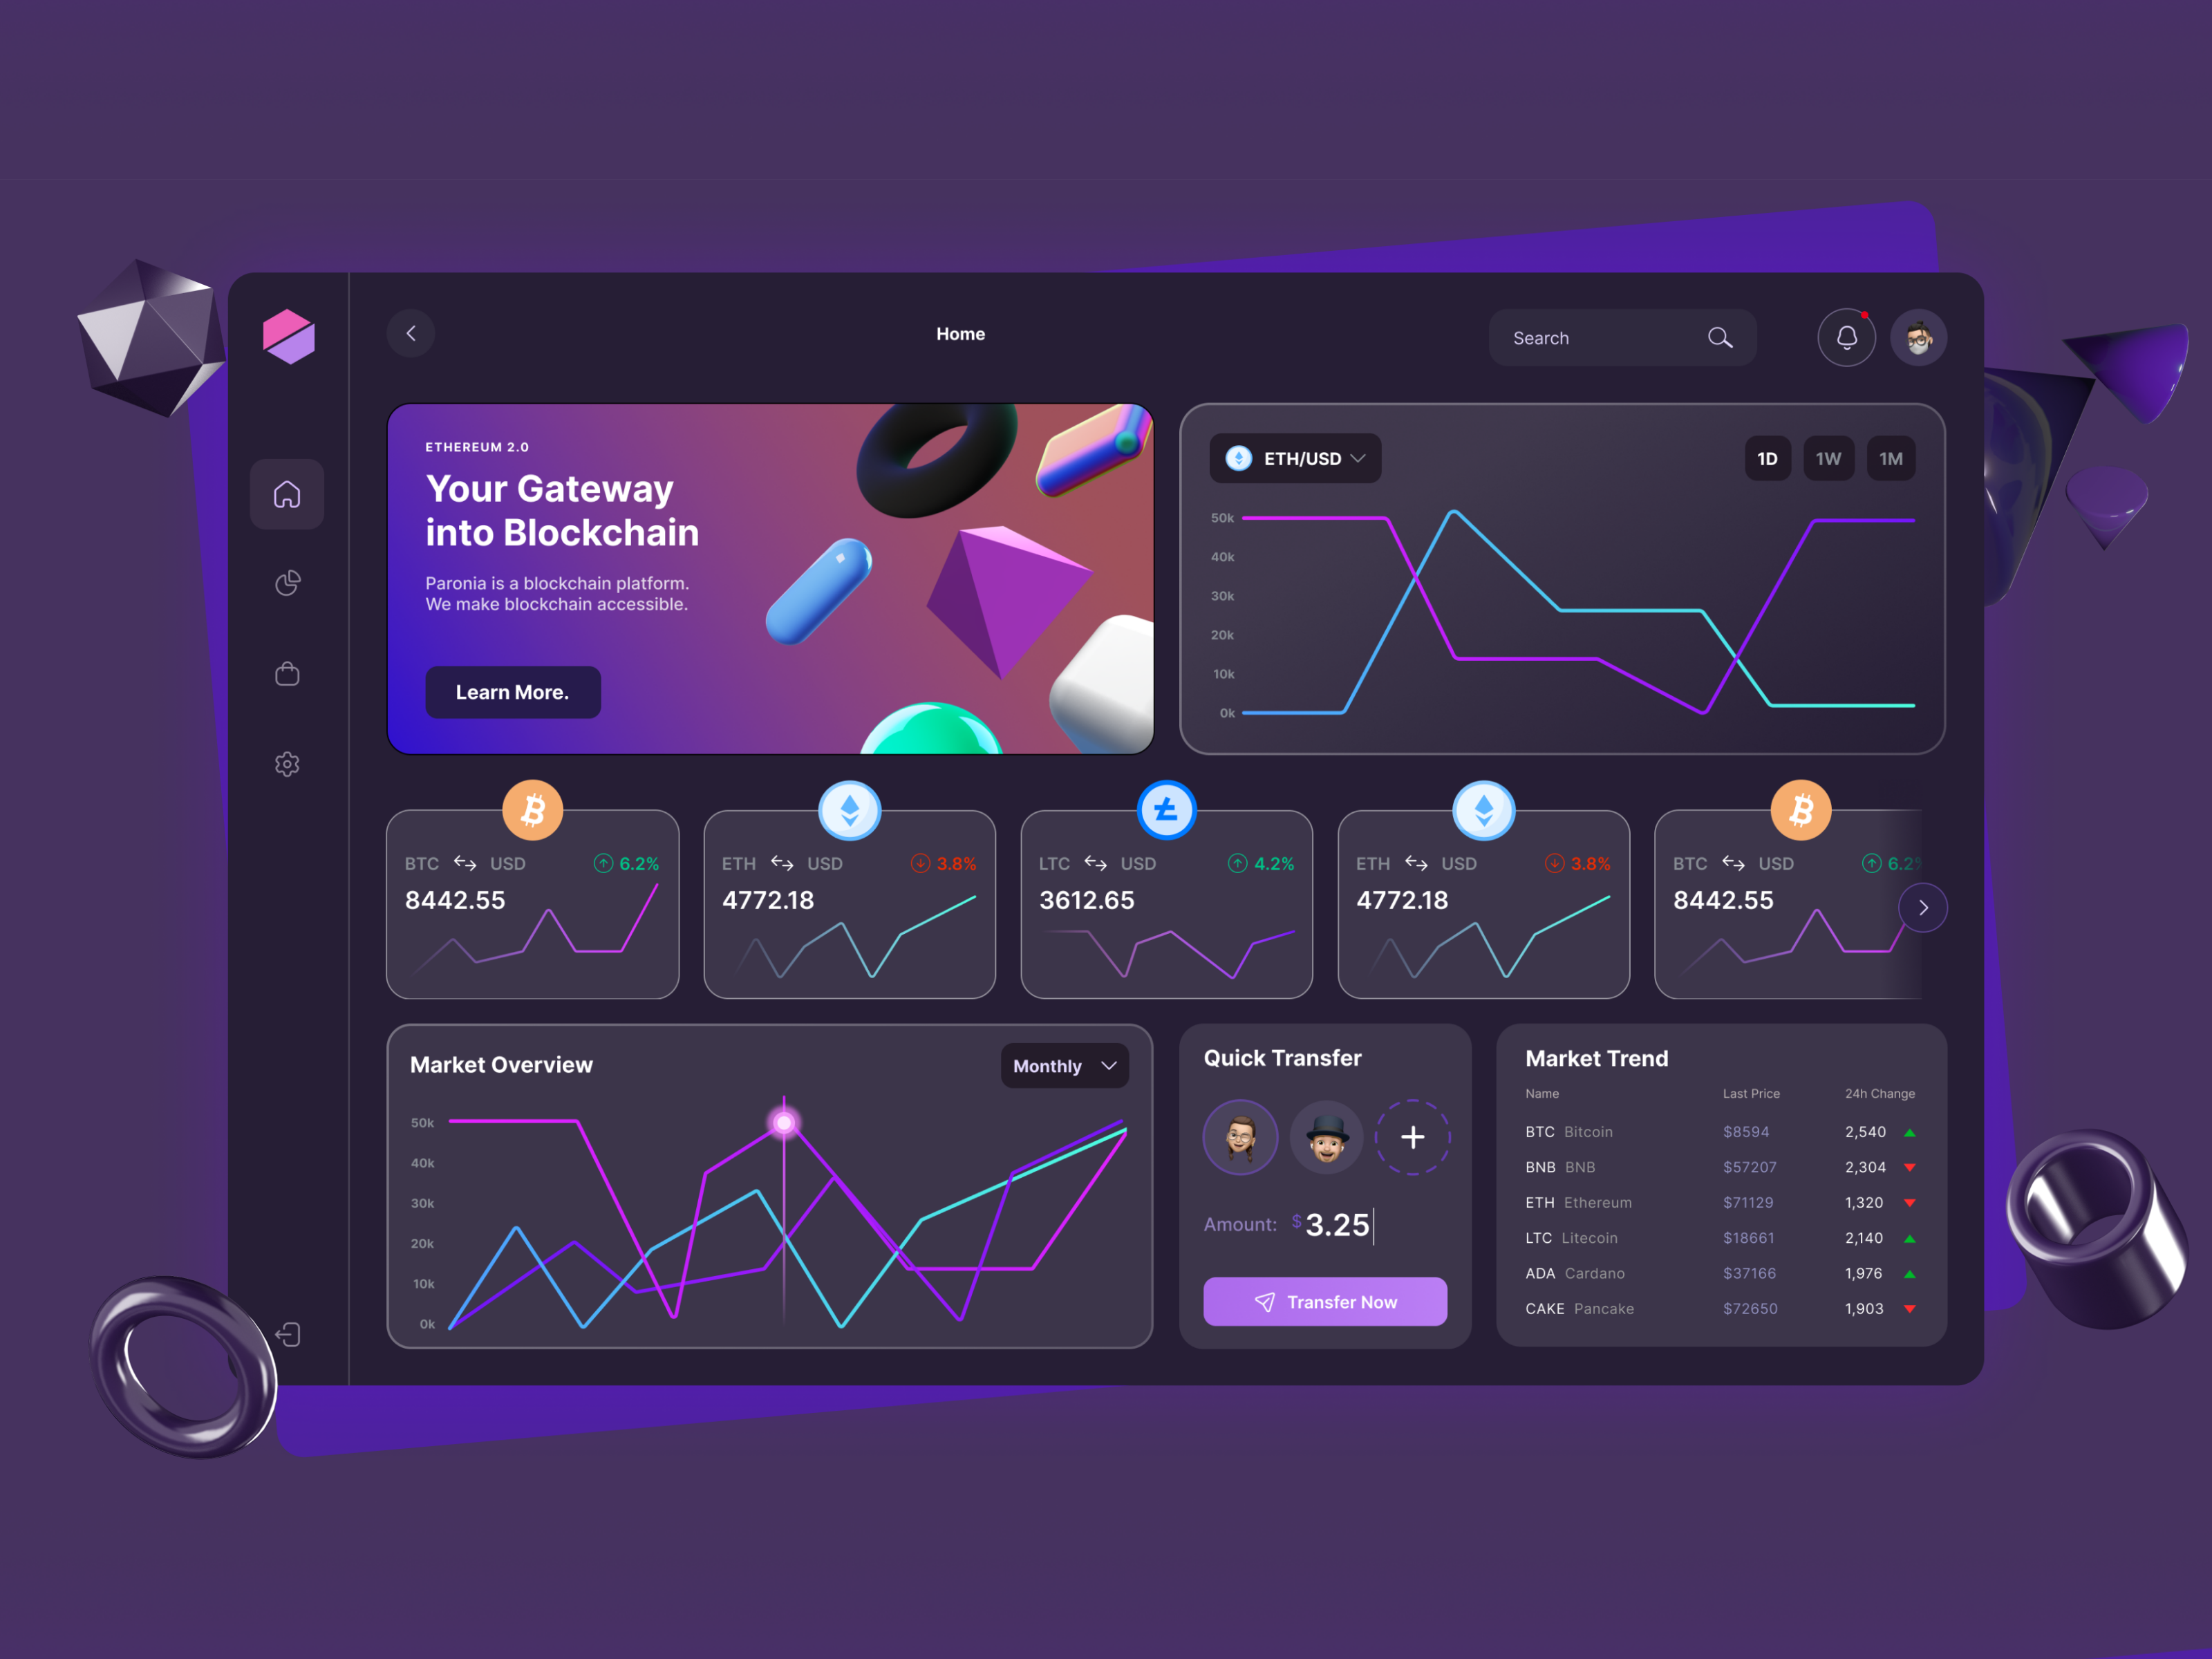 Home
Search
ETHEREUM 2.0
Your Gateway
into Blockchain
Paronia is a blockchain platform.
We make blockchain accessible.
Learn More.
ETH/USD
1D 1W 1M
50k
40k
30k
20k
10k
0k
BTC USD 6.2%
8442.55
ETH USD 3.8%
4772.18
LTC USD 4.2%
3612.65
ETH USD 3.8%
4772.18
BTC USD 6.2%
8442.55
Market Overview
Monthly
50k
40k
30k
20k
10k
0k
Quick Transfer
Amount: $3.25
Transfer Now
Market Trend
Name Last Price 24h Change
BTC Bitcoin $8594 2,540
BNB BNB $57207 2,304
ETH Ethereum $71129 1,320
LTC Litecoin $18661 2,140
ADA Cardano $37166 1,976
CAKE Pancake $72650 1,903